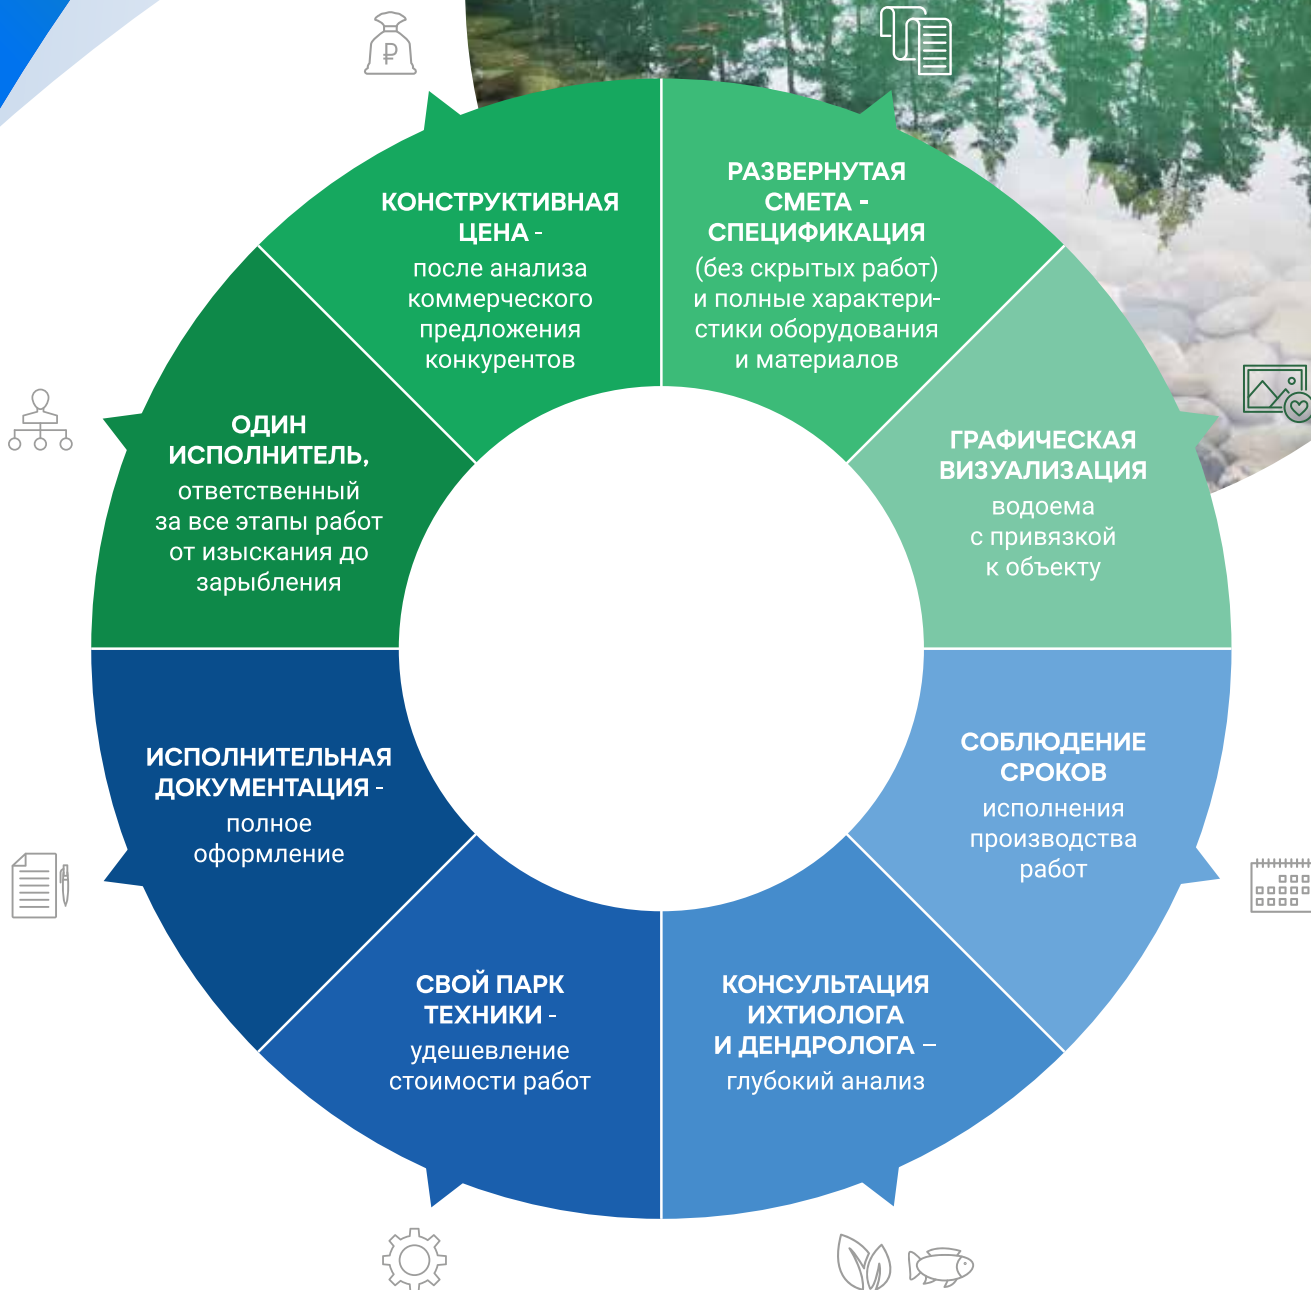 КОНСТРУКТИВНАЯ
ЦЕНА -
после анализа
коммерческого
предложения
конкурентов
РАЗВЕРНУТАЯ
СМЕТА -
СПЕЦИФИКАЦИЯ
(без скрытых работ)
и полные характери-
стики оборудования
и материалов
ГРАФИЧЕСКАЯ
ВИЗУАЛИЗАЦИЯ
водоема
с привязкой
к объекту
СОБЛЮДЕНИЕ
СРОКОВ
исполнения
производства
работ
КОНСУЛЬТАЦИЯ
ИХТИОЛОГА
И ДЕНДРОЛОГА –
глубокий анализ
СВОЙ ПАРК
ТЕХНИКИ -
удешевление
стоимости работ
ИСПОЛНИТЕЛЬНАЯ
ДОКУМЕНТАЦИЯ -
полное
оформление
ОДИН
ИСПОЛНИТЕЛЬ,
ответственный
за все этапы работ
от изыскания до
зарыбления